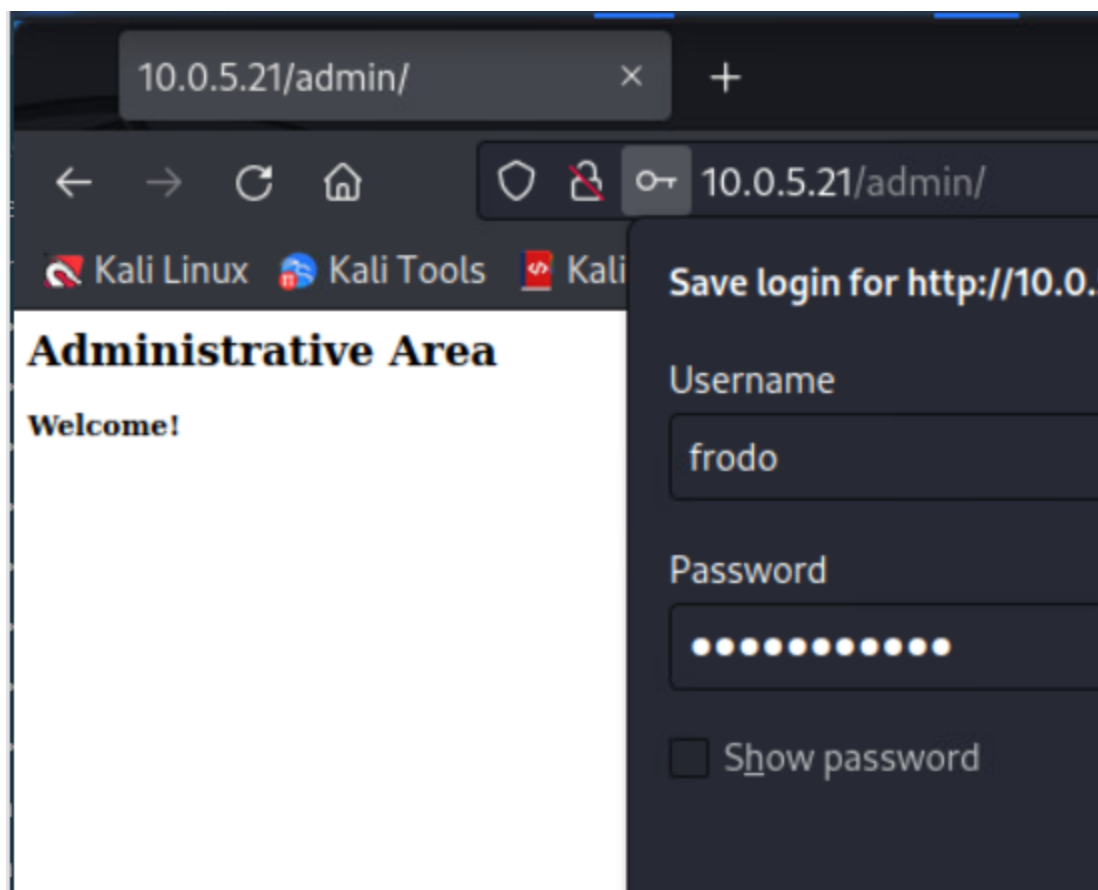 10.0.5.21/admin/
10.0.5.21/admin/
Kali Linux Kali Tools Kali
Save login for http://10.0.
Administrative Area
Welcome!
Username
frodo
Password
Show password